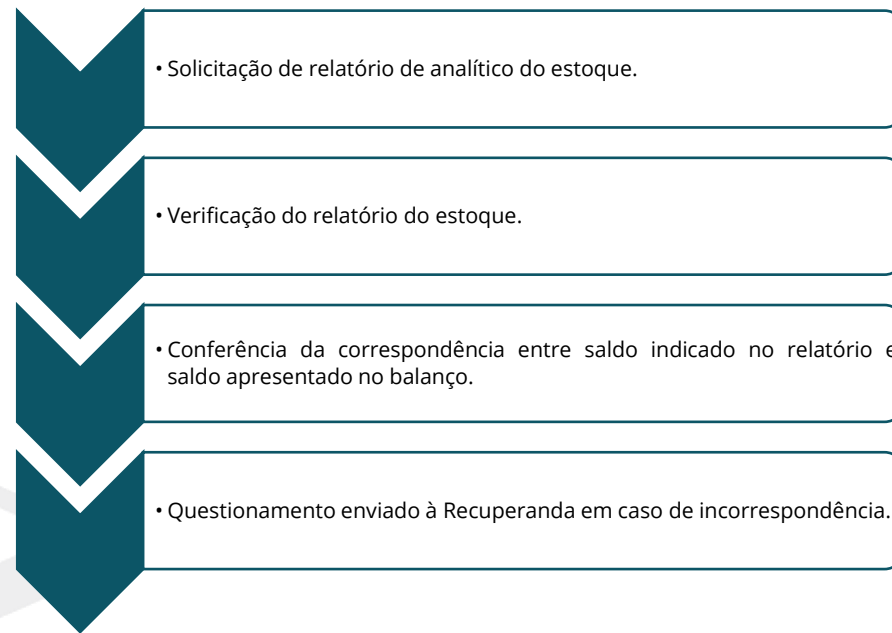 • Solicitação de relatório de analítico do estoque.
• Verificação do relatório do estoque.
• Conferência da correspondência entre saldo indicado no relatório e
saldo apresentado no balanço.
• Questionamento enviado à Recuperanda em caso de incorrespondência.